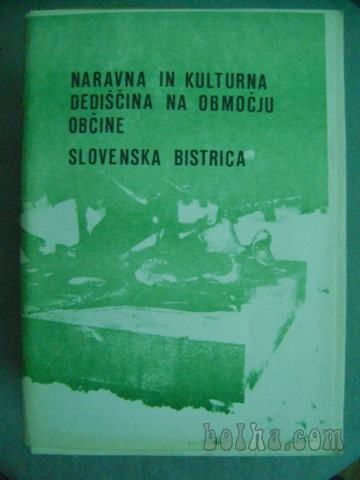 NARAVNA IN KULTURNA
DEDIŠČINA NA OBMOČJU
OBČINE
SLOVENSKA BISTRICA
bolha.com